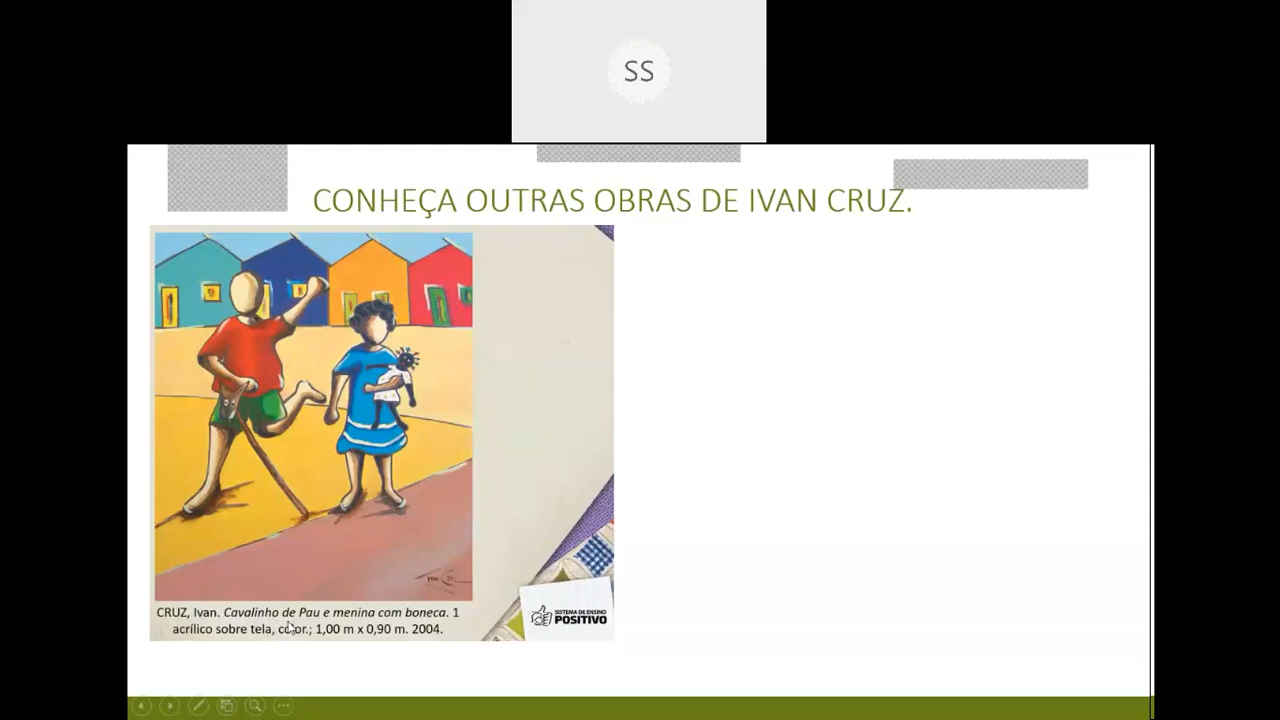 SS
CONHEÇA OUTRAS OBRAS DE IVAN CRUZ.
CRUZ, Ivan. Cavalinho de Pau e menina com boneca. 1
acrílico sobre tela, color.; 1,00 m x 0,90 m. 2004.
SISTEMA DE ENSINO
POSITIVO